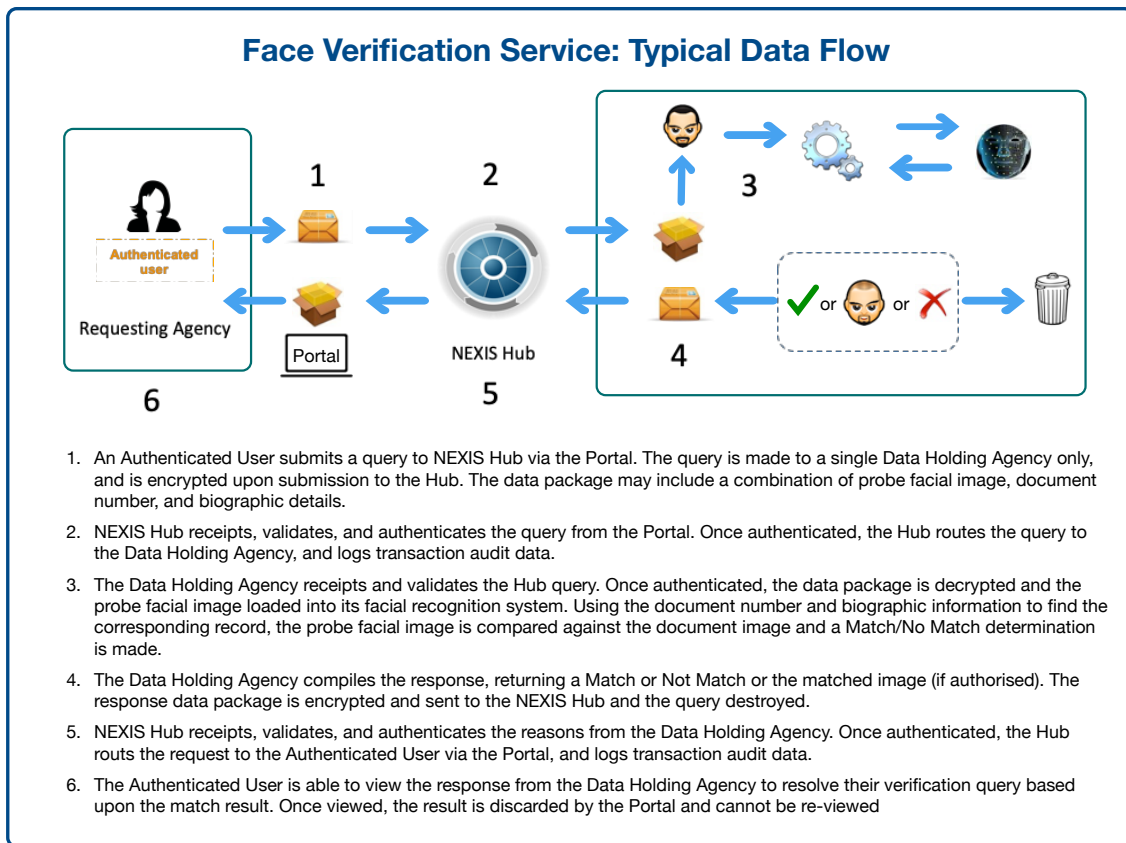 Face Verification Service: Typical Data Flow
1
2
3
Authenticated
user
or
or
Requesting Agency
Portal
NEXIS Hub
4
6
5
1. An Authenticated User submits a query to NEXIS Hub via the Portal. The query is made to a single Data Holding Agency only,
and is encrypted upon submission to the Hub. The data package may include a combination of probe facial image, document
number, and biographic details.
2. NEXIS Hub receipts, validates, and authenticates the query from the Portal. Once authenticated, the Hub routes the query to
the Data Holding Agency, and logs transaction audit data.
3. The Data Holding Agency receipts and validates the Hub query. Once authenticated, the data package is decrypted and the
probe facial image loaded into its facial recognition system. Using the document number and biographic information to find the
corresponding record, the probe facial image is compared against the document image and a Match/No Match determination
is made.
4. The Data Holding Agency compiles the response, returning a Match or Not Match or the matched image (if authorised). The
response data package is encrypted and sent to the NEXIS Hub and the query destroyed.
5. NEXIS Hub receipts, validates, and authenticates the reasons from the Data Holding Agency. Once authenticated, the Hub
routs the request to the Authenticated User via the Portal, and logs transaction audit data.
6. The Authenticated User is able to view the response from the Data Holding Agency to resolve their verification query based
upon the match result. Once viewed, the result is discarded by the Portal and cannot be re-viewed